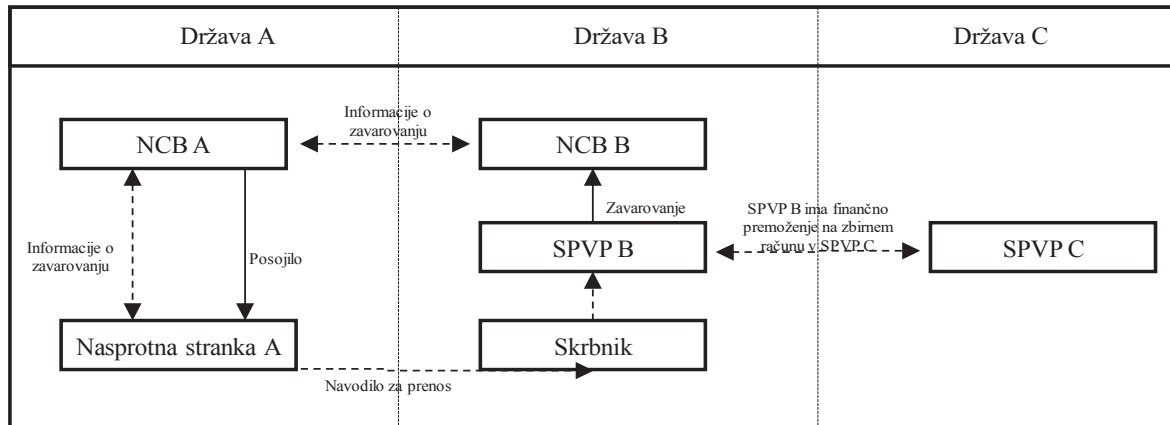 Država A
Država B
Država C
Informacije o
zavarovanju
NCB A
NCB B
Zavarovanje
SPVP B ima finančno
premoženje na zbirnem
računu v SPVP C
Informacije o
zavarovanju
Posojilo
SPVP B
SPVP C
Nasprotna stranka A
Skrbnik
Navodilo za prenos